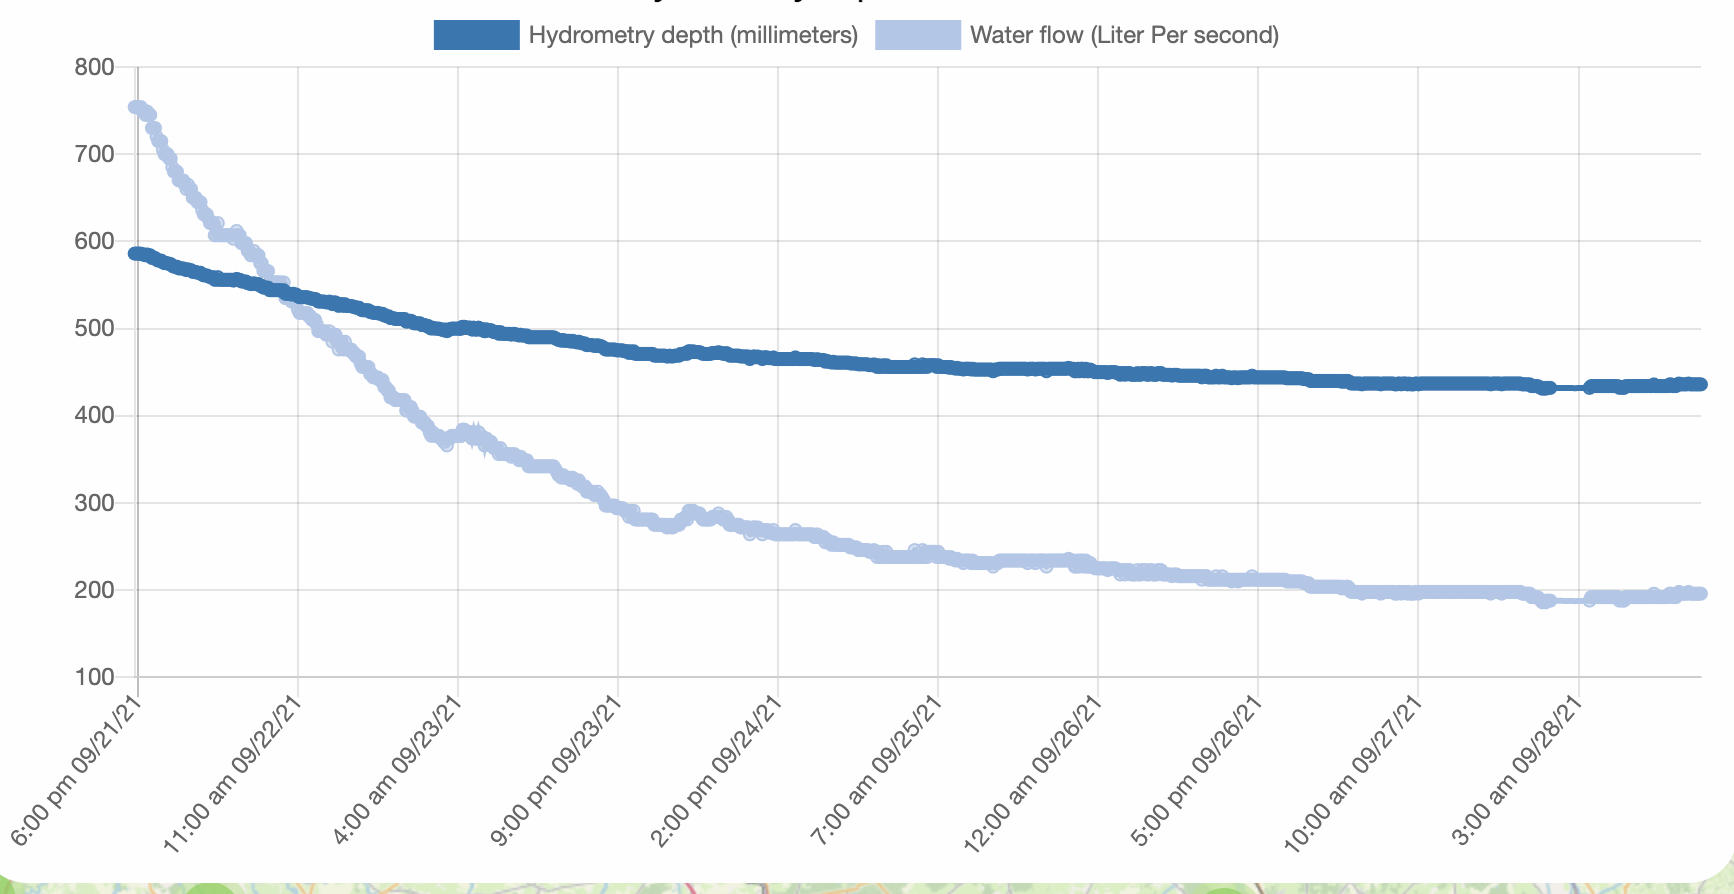 Hydrometry depth (millimeters) Water flow (Liter Per second)
800
700
600
500
400
300
200
100
6:00 pm 09/21/21
11:00 am 09/22/21
4:00 am 09/23/21
9:00 pm 09/23/21
2:00 pm 09/24/21
7:00 am 09/25/21
12:00 am 09/26/21
5:00 pm 09/26/21
10:00 am 09/27/21
3:00 am 09/28/21